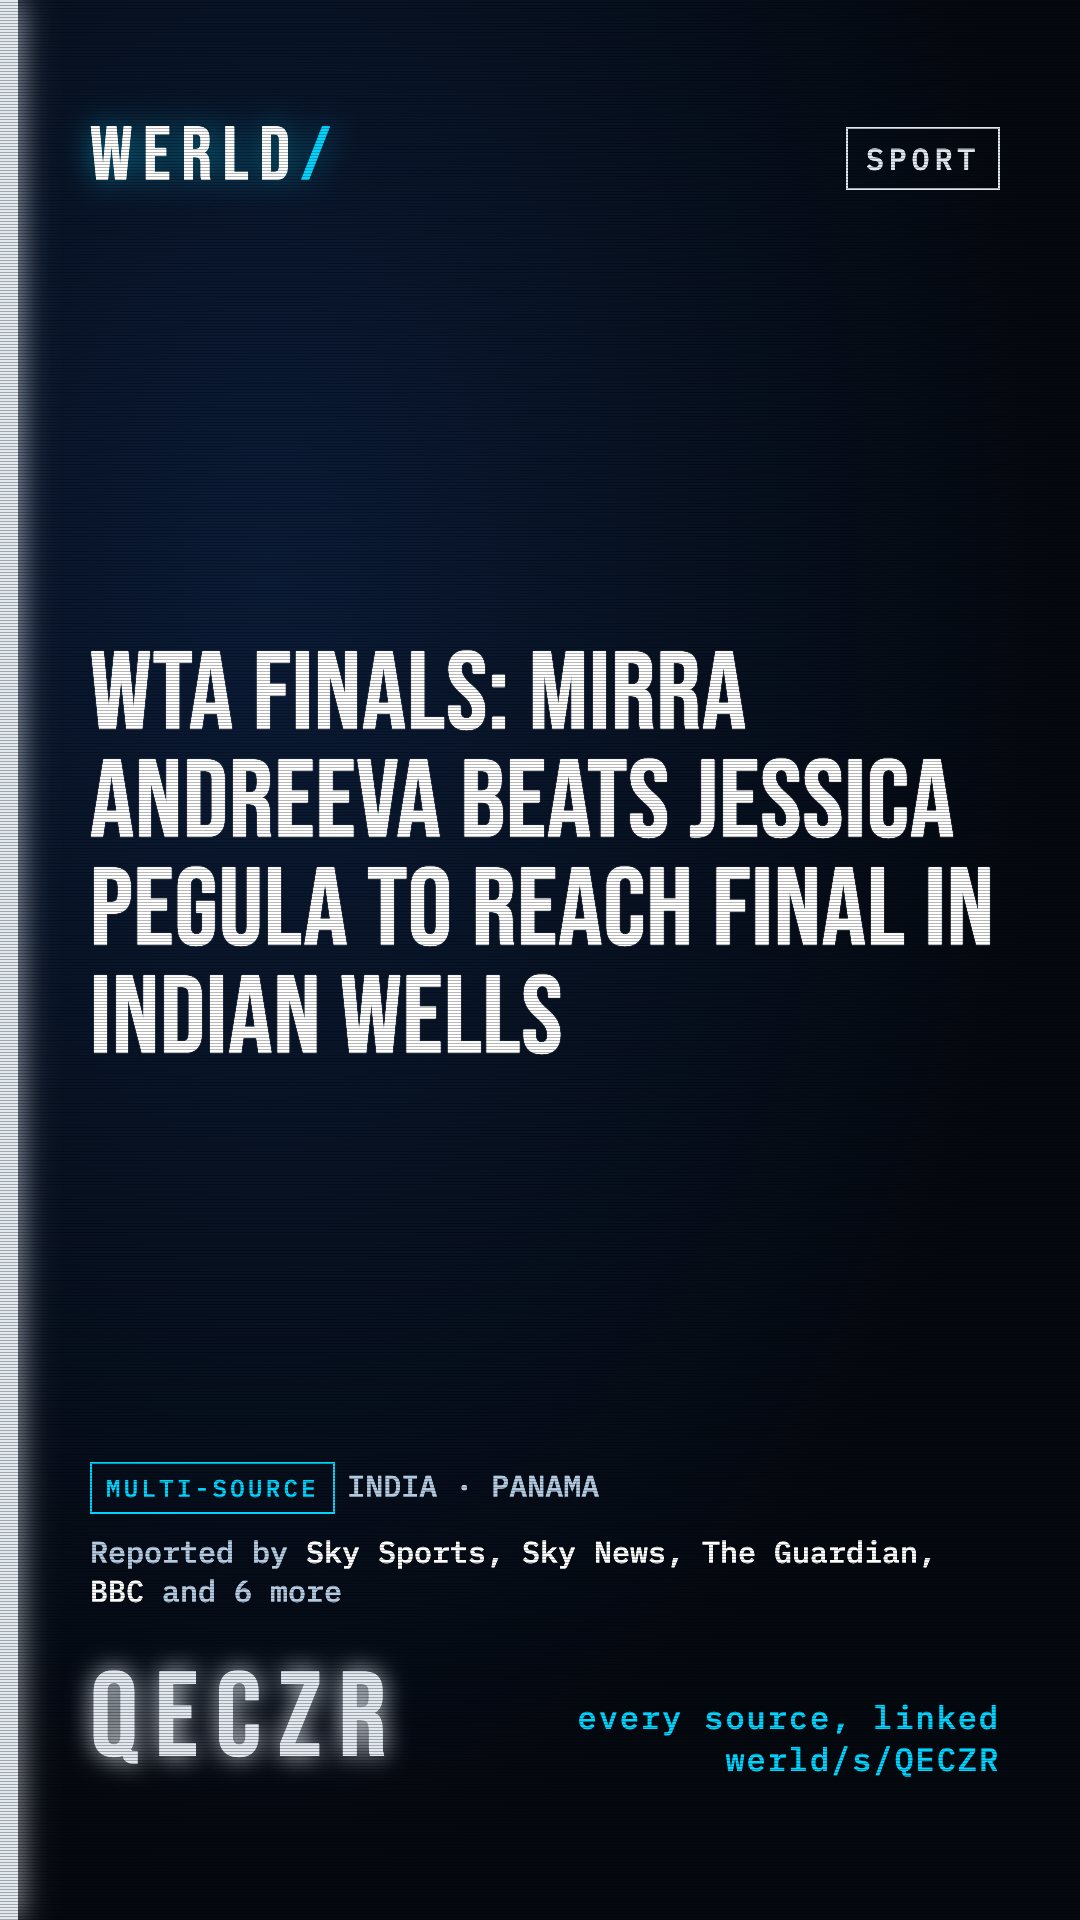 WERLD/
SPORT
WTA FINALS: MIRRA
ANDREEVA BEATS JESSICA
PEGULA TO REACH FINAL IN
INDIAN WELLS
MULTI-SOURCE INDIA · PANAMA
Reported by Sky Sports, Sky News, The Guardian,
BBC and 6 more
QECZR
every source, linked
werld/s/QECZR